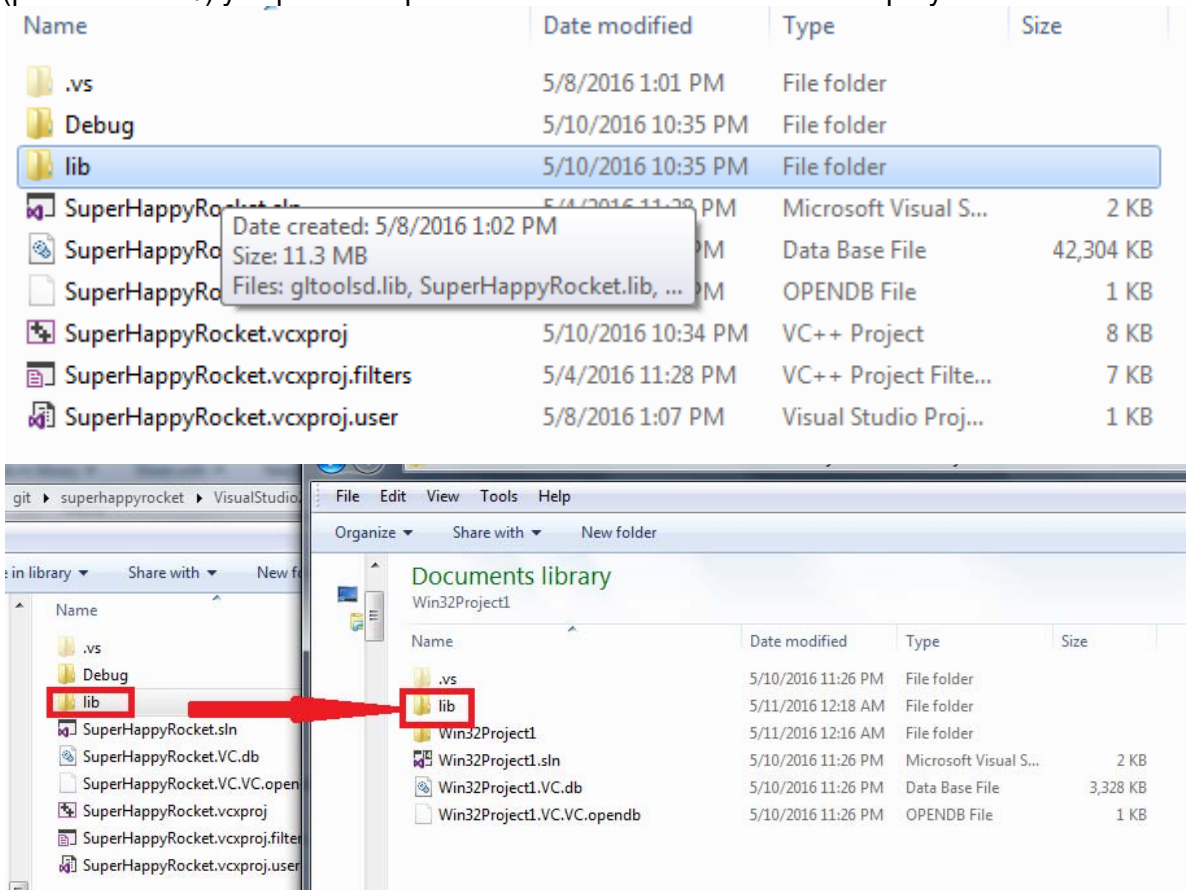 Name Date modified Type Size
.vs 5/8/2016 1:01 PM File folder
Debug 5/10/2016 10:35 PM File folder
lib 5/10/2016 10:35 PM File folder
SuperHappyRocket.sln 5/4/2016 11:28 PM Microsoft Visual S... 2 KB
SuperHappyRo Data Base File 42,304 KB
SuperHappyRo OPENDB File 1 KB
Date created: 5/8/2016 1:02 PM
Size: 11.3 MB
Files: gltoolsd.lib, SuperHappyRocket.lib, ...
SuperHappyRocket.vcxproj 5/10/2016 10:34 PM VC++ Project 8 KB
SuperHappyRocket.vcxproj.filters 5/4/2016 11:28 PM VC++ Project Filte... 7 KB
SuperHappyRocket.vcxproj.user 5/8/2016 1:07 PM Visual Studio Proj... 1 KB
git superhappyrocket VisualStudio
in library Share with New fo
Name
.vs
Debug
lib
SuperHappyRocket.sln
SuperHappyRocket.VC.db
SuperHappyRocket.VC.VC.open
SuperHappyRocket.vcxproj
SuperHappyRocket.vcxproj.filter
SuperHappyRocket.vcxproj.user
File Edit View Tools Help
Organize Share with New folder
Documents library
Win32Project1
Name Date modified Type Size
.vs 5/10/2016 11:26 PM File folder
lib 5/11/2016 12:18 AM File folder
Win32Project1 5/11/2016 12:16 AM File folder
Win32Project1.sln 5/10/2016 11:26 PM Microsoft Visual S... 2 KB
Win32Project1.VC.db 5/10/2016 11:26 PM Data Base File 3,328 KB
Win32Project1.VC.VC.opendb 5/10/2016 11:26 PM OPENDB File 1 KB